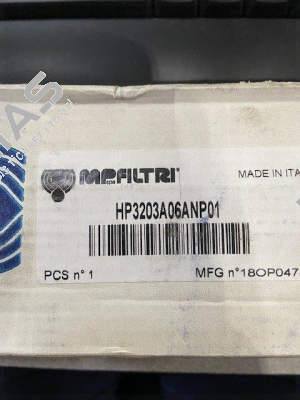 MPFILTRI
MADE IN ITA
HP3203A06ANP01
PCS n° 1
MFG n°18OP047